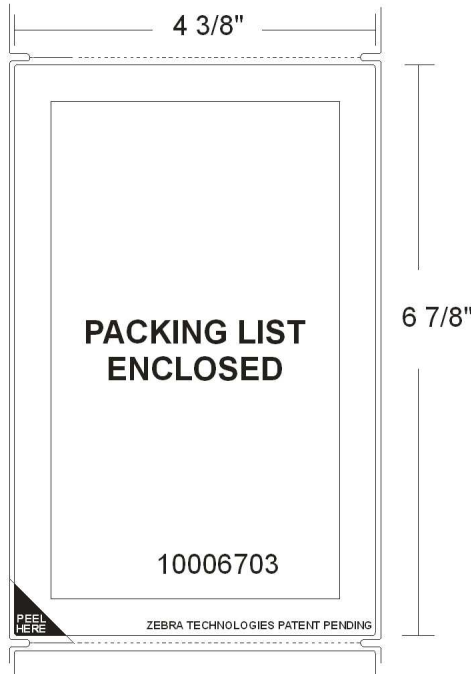 4 3/8"
6 7/8"
PACKING LIST
ENCLOSED
10006703
PEEL
HERE
ZEBRA TECHNOLOGIES PATENT PENDING